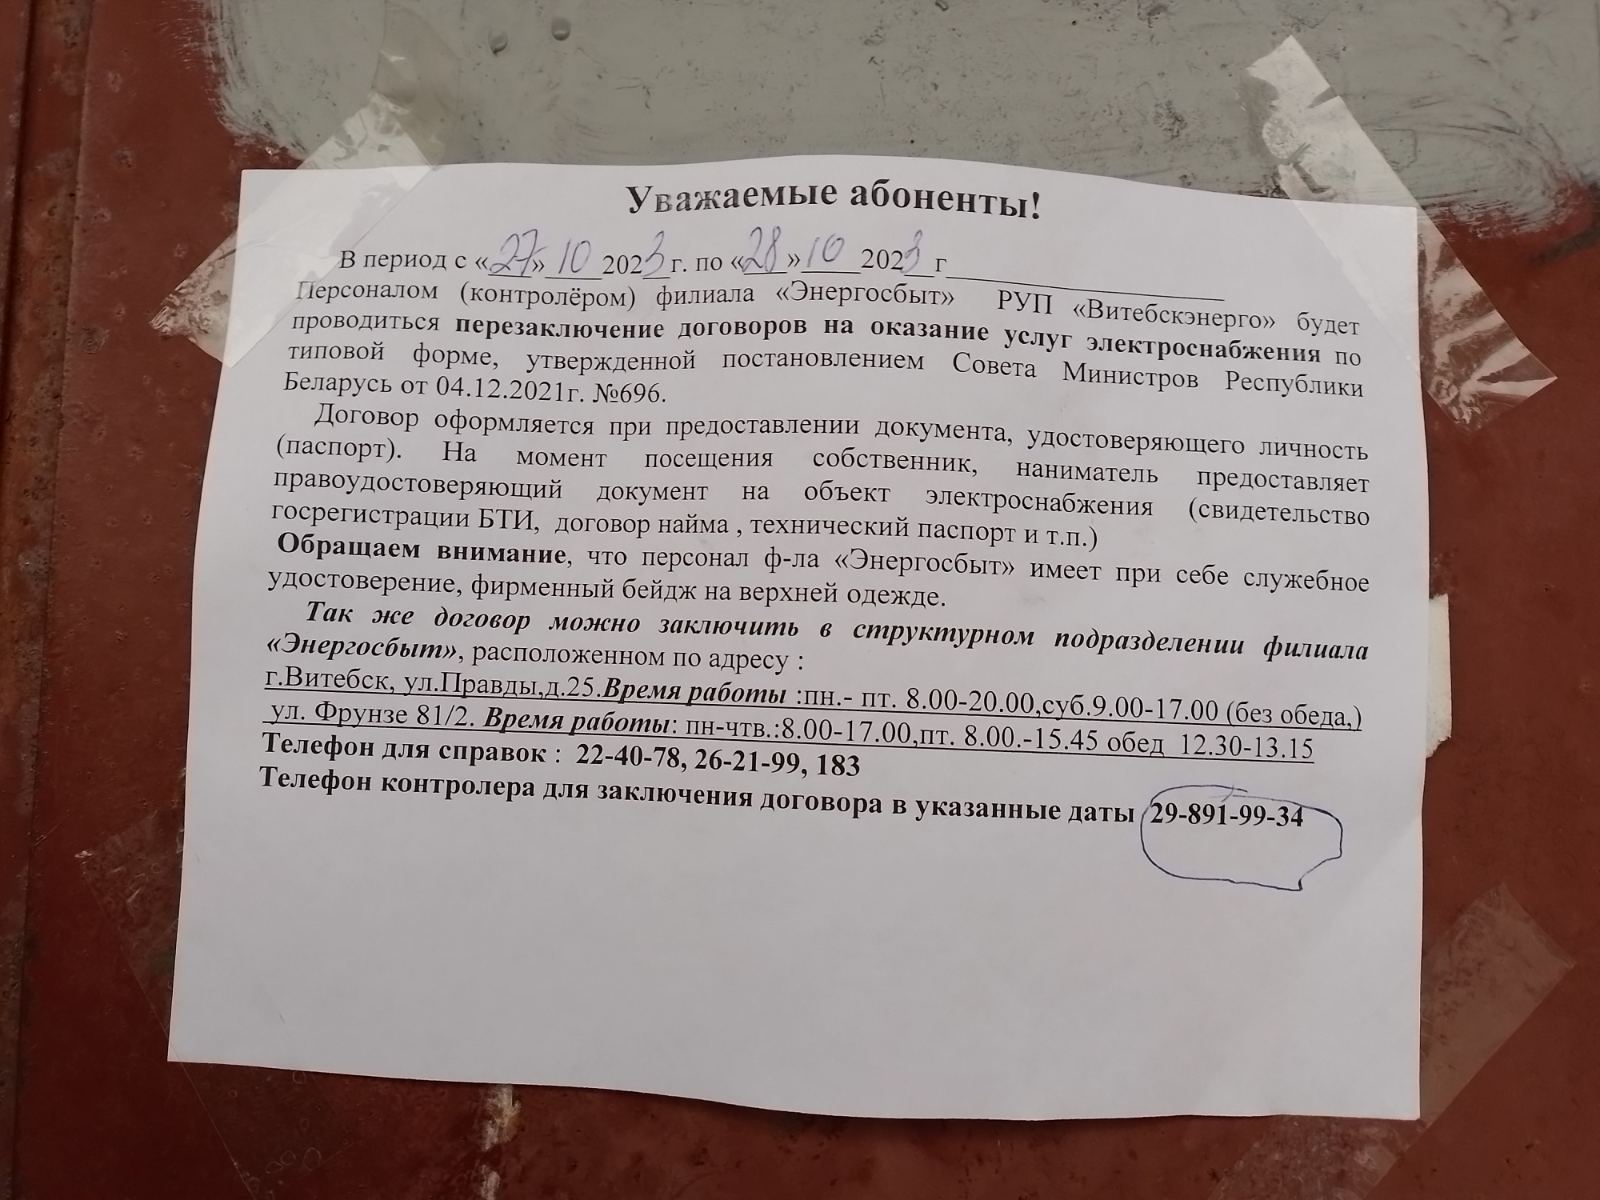 Уважаемые абоненты!
В период с «27» 10 2023 г. по «28» 10 2023 г
Персоналом (контролёром) филиала «Энергосбыт» РУП «Витебскэнерго» будет
проводиться перезаключение договоров на оказание услуг электроснабжения по
типовой форме, утвержденной постановлением Совета Министров Республики
Беларусь от 04.12.2021г. №696.
Договор оформляется при предоставлении документа, удостоверяющего личность
(паспорт). На момент посещения собственник, наниматель предоставляет
правоудостоверяющий документ на объект электроснабжения (свидетельство
госрегистрации БТИ, договор найма , технический паспорт и т.п.)
Обращаем внимание, что персонал ф-ла «Энергосбыт» имеет при себе служебное
удостоверение, фирменный бейдж на верхней одежде.
Так же договор можно заключить в структурном подразделении филиала
«Энергосбыт», расположенном по адресу :
г.Витебск, ул.Правды,д.25.Время работы :пн.- пт. 8.00-20.00,суб.9.00-17.00 (без обеда,)
ул. Фрунзе 81/2. Время работы: пн-чтв.:8.00-17.00,пт. 8.00.-15.45 обед 12.30-13.15
Телефон для справок : 22-40-78, 26-21-99, 183
Телефон контролера для заключения договора в указанные даты 29-891-99-34